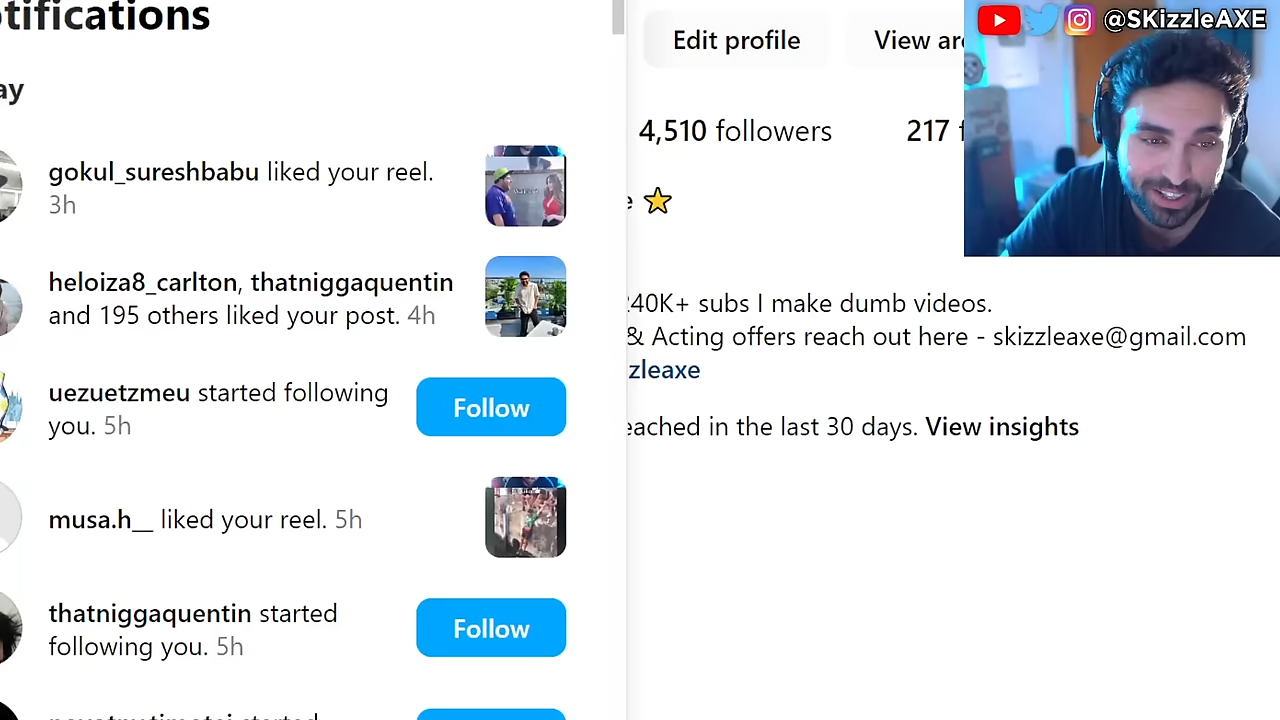 tifications
Edit profile
View ar
@SKizzleAXE
ay
4,510 followers
217 f
gokul_sureshbabu liked your reel.
3h
heloiza8_carlton, thatniggaquentin
and 195 others liked your post. 4h
uezuetzmeu started following
you. 5h
Follow
musa.h__ liked your reel. 5h
thatniggaquentin started
following you. 5h
Follow
started
e ⭐
240K+ subs I make dumb videos.
& Acting offers reach out here - skizzleaxe@gmail.com
zleaxe
eached in the last 30 days. View insights